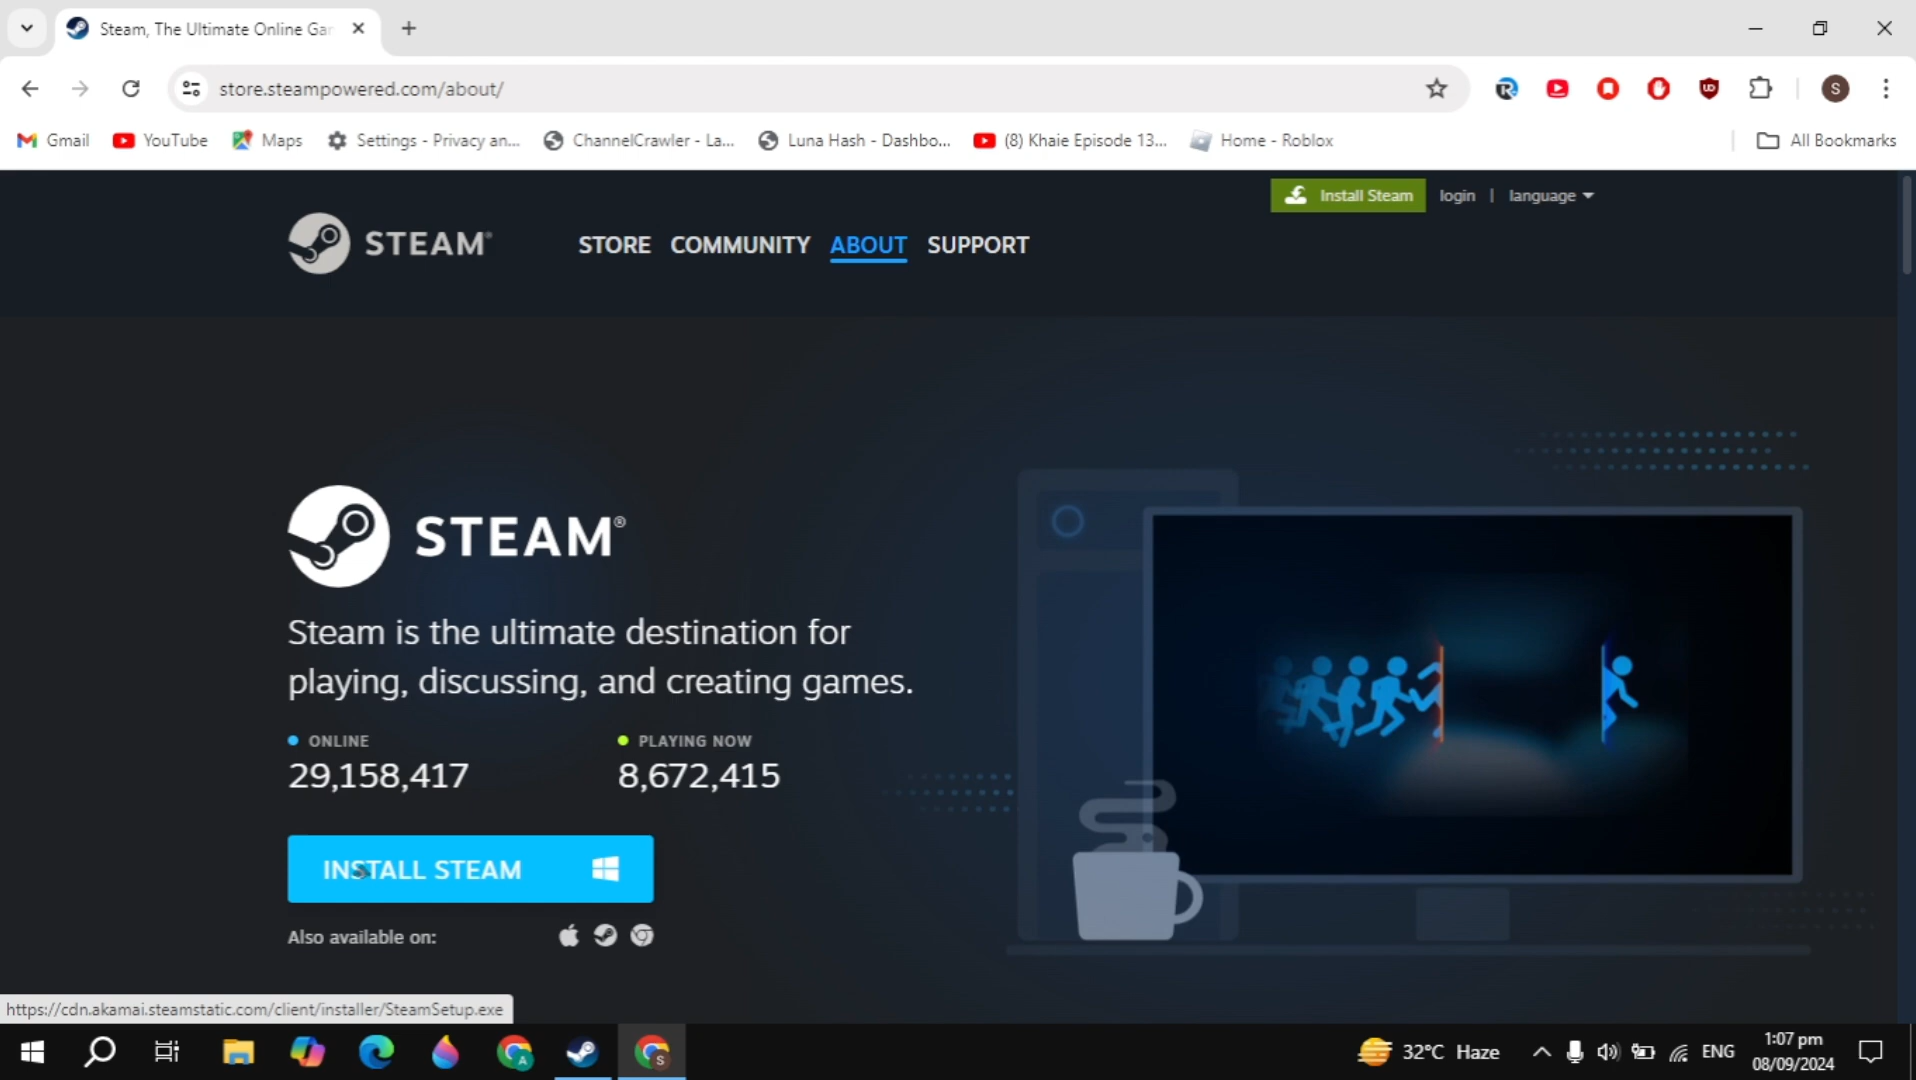 Steam, The Ultimate Online Gar
store.steampowered.com/about/
S
Gmail
YouTube
Maps
Settings - Privacy an...
ChannelCrawler - La...
Luna Hash - Dashbo...
(8) Khaie Episode 13...
Home - Roblox
All Bookmarks
Install Steam
login | language
STEAM®
STORE COMMUNITY ABOUT SUPPORT
STEAM®
Steam is the ultimate destination for
playing, discussing, and creating games.
ONLINE
29,158,417
PLAYING NOW
8,672,415
INSTALL STEAM
Also available on:
https://cdn.akamai.steamstatic.com/client/installer/SteamSetup.exe
A
S
32°C Haze
ENG
1:07 pm
08/09/2024